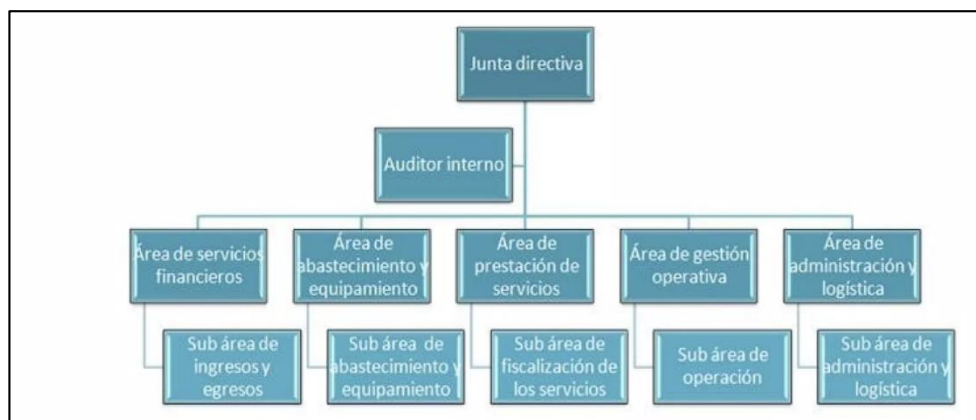 Junta directiva
Auditor interno
Área de servicios
financieros
Área de
abastecimiento y
equipamiento
Área de
prestación de
servicios
Área de gestión
operativa
Área de
administración y
logística
Sub área de
ingresos y
egresos
Sub área de
abastecimiento y
equipamiento
Sub área de
fiscalización de
los servicios
Sub área de
operación
Sub área de
administración y
logística